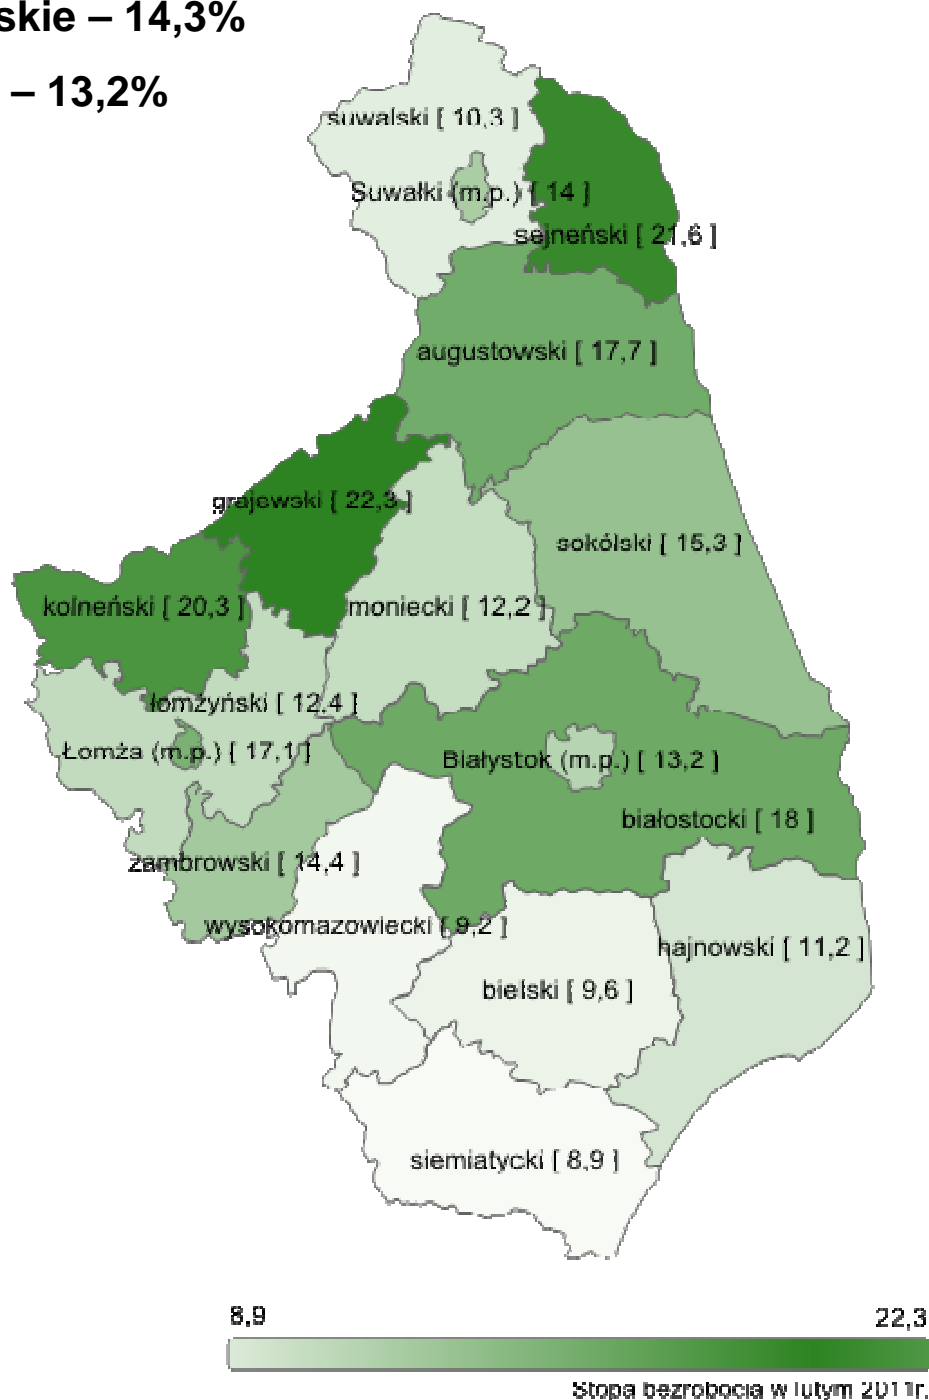 skie – 14,3%
– 13,2%
suwalski [ 10,3 ]
Suwałki (m.p.) [ 14 ]
sejneński [ 21,6 ]
augustowski [ 17,7 ]
grajewski [ 22,3 ]
sokólski [ 15,3 ]
kolneński [ 20,3 ]
moniecki [ 12,2 ]
łomżyński [ 12,4 ]
Łomża (m.p.) [ 17,1 ]
Białystok (m.p.) [ 13,2 ]
białostocki [ 18 ]
zambrowski [ 14,4 ]
wysokomazowiecki [ 9,2 ]
hajnowski [ 11,2 ]
bielski [ 9,6 ]
siemiatycki [ 8,9 ]
8,9 22,3
Stopa bezrobocia w lutym 2011r.